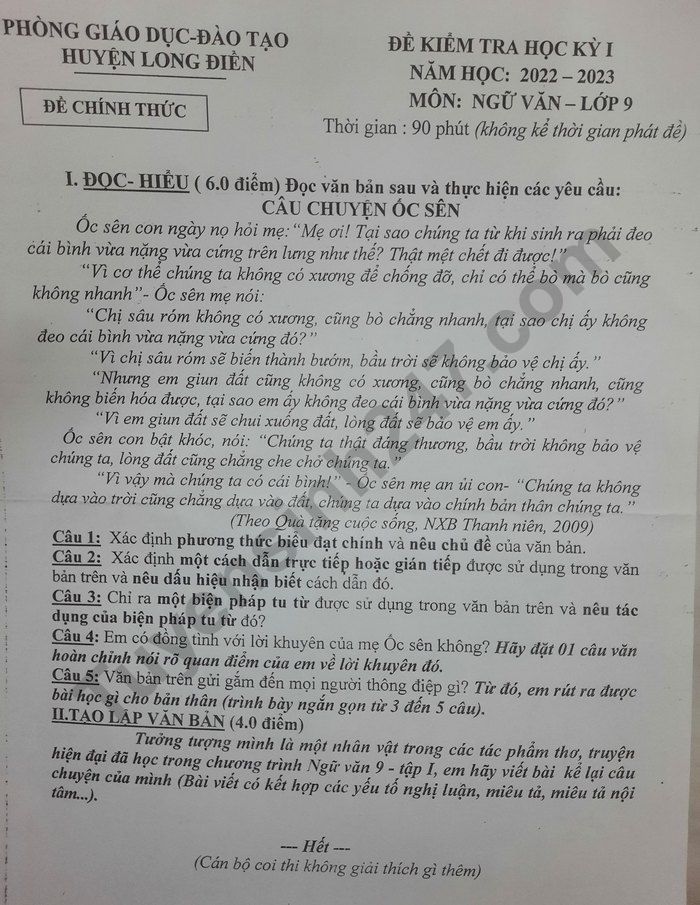 PHÒNG GIÁO DỤC-ĐÀO TẠO
HUYỆN LONG ĐIỀN
ĐỀ CHÍNH THỨC
ĐỀ KIỂM TRA HỌC KỲ I
NĂM HỌC: 2022 – 2023
MÔN: NGỮ VĂN – LỚP 9
Thời gian : 90 phút (không kể thời gian phát đề)
I. ĐỌC- HIỂU ( 6.0 điểm) Đọc văn bản sau và thực hiện các yêu cầu:
CÂU CHUYỆN ỐC SÊN
Ốc sên con ngày nọ hỏi mẹ: “Mẹ ơi! Tại sao chúng ta từ khi sinh ra phải đeo
cái bình vừa nặng vừa cứng trên lưng như thế? Thật mệt chết đi được!”
“Vì cơ thể chúng ta không có xương để chống đỡ, chỉ có thể bò mà bò cũng
không nhanh”- Ốc sên mẹ nói:
“Chị sâu róm không có xương, cũng bò chẳng nhanh, tại sao chị ấy không
đeo cái bình vừa nặng vừa cứng đó?”
“Vì chị sâu róm sẽ biến thành bướm, bầu trời sẽ không bảo vệ chị ấy.”
“Nhưng em giun đất cũng không có xương, cũng bò chẳng nhanh, cũng
không biến hóa được, tại sao em ấy không đeo cái bình vừa nặng vừa cứng đó?”
“Vì em giun đất sẽ chui xuống đất, lòng đất sẽ bảo vệ em ấy.”
Ốc sên con bật khóc, nói: “Chúng ta thật đáng thương, bầu trời không bảo vệ
chúng ta, lòng đất cũng chẳng che chở chúng ta.”
“Vì vậy mà chúng ta có cái bình!” - Ốc sên mẹ an ủi con- “Chúng ta không
dựa vào trời cũng chẳng dựa vào đất, chúng ta dựa vào chính bản thân chúng ta.”
(Theo Quà tặng cuộc sống, NXB Thanh niên, 2009)
Câu 1: Xác định phương thức biểu đạt chính và nêu chủ đề của văn bản.
Câu 2: Xác định một cách dẫn trực tiếp hoặc gián tiếp được sử dụng trong văn
bản trên và nêu dấu hiệu nhận biết cách dẫn đó.
Câu 3: Chỉ ra một biện pháp tu từ được sử dụng trong văn bản trên và nêu tác
dụng của biện pháp tu từ đó?
Câu 4: Em có đồng tình với lời khuyên của mẹ Ốc sên không? Hãy đặt 01 câu văn
hoàn chỉnh nói rõ quan điểm của em về lời khuyên đó.
Câu 5: Văn bản trên gửi gắm đến mọi người thông điệp gì? Từ đó, em rút ra được
bài học gì cho bản thân (trình bày ngắn gọn từ 3 đến 5 câu).
II.TẠO LẬP VĂN BẢN (4.0 điểm)
Tưởng tượng mình là một nhân vật trong các tác phẩm thơ, truyện
hiện đại đã học trong chương trình Ngữ văn 9 - tập I, em hãy viết bài kể lại câu
chuyện của mình (Bài viết có kết hợp các yếu tố nghị luận, miêu tả, miêu tả nội
tâm...).
--- Hết ---
(Cán bộ coi thi không giải thích gì thêm)
Tuyensinh247.com